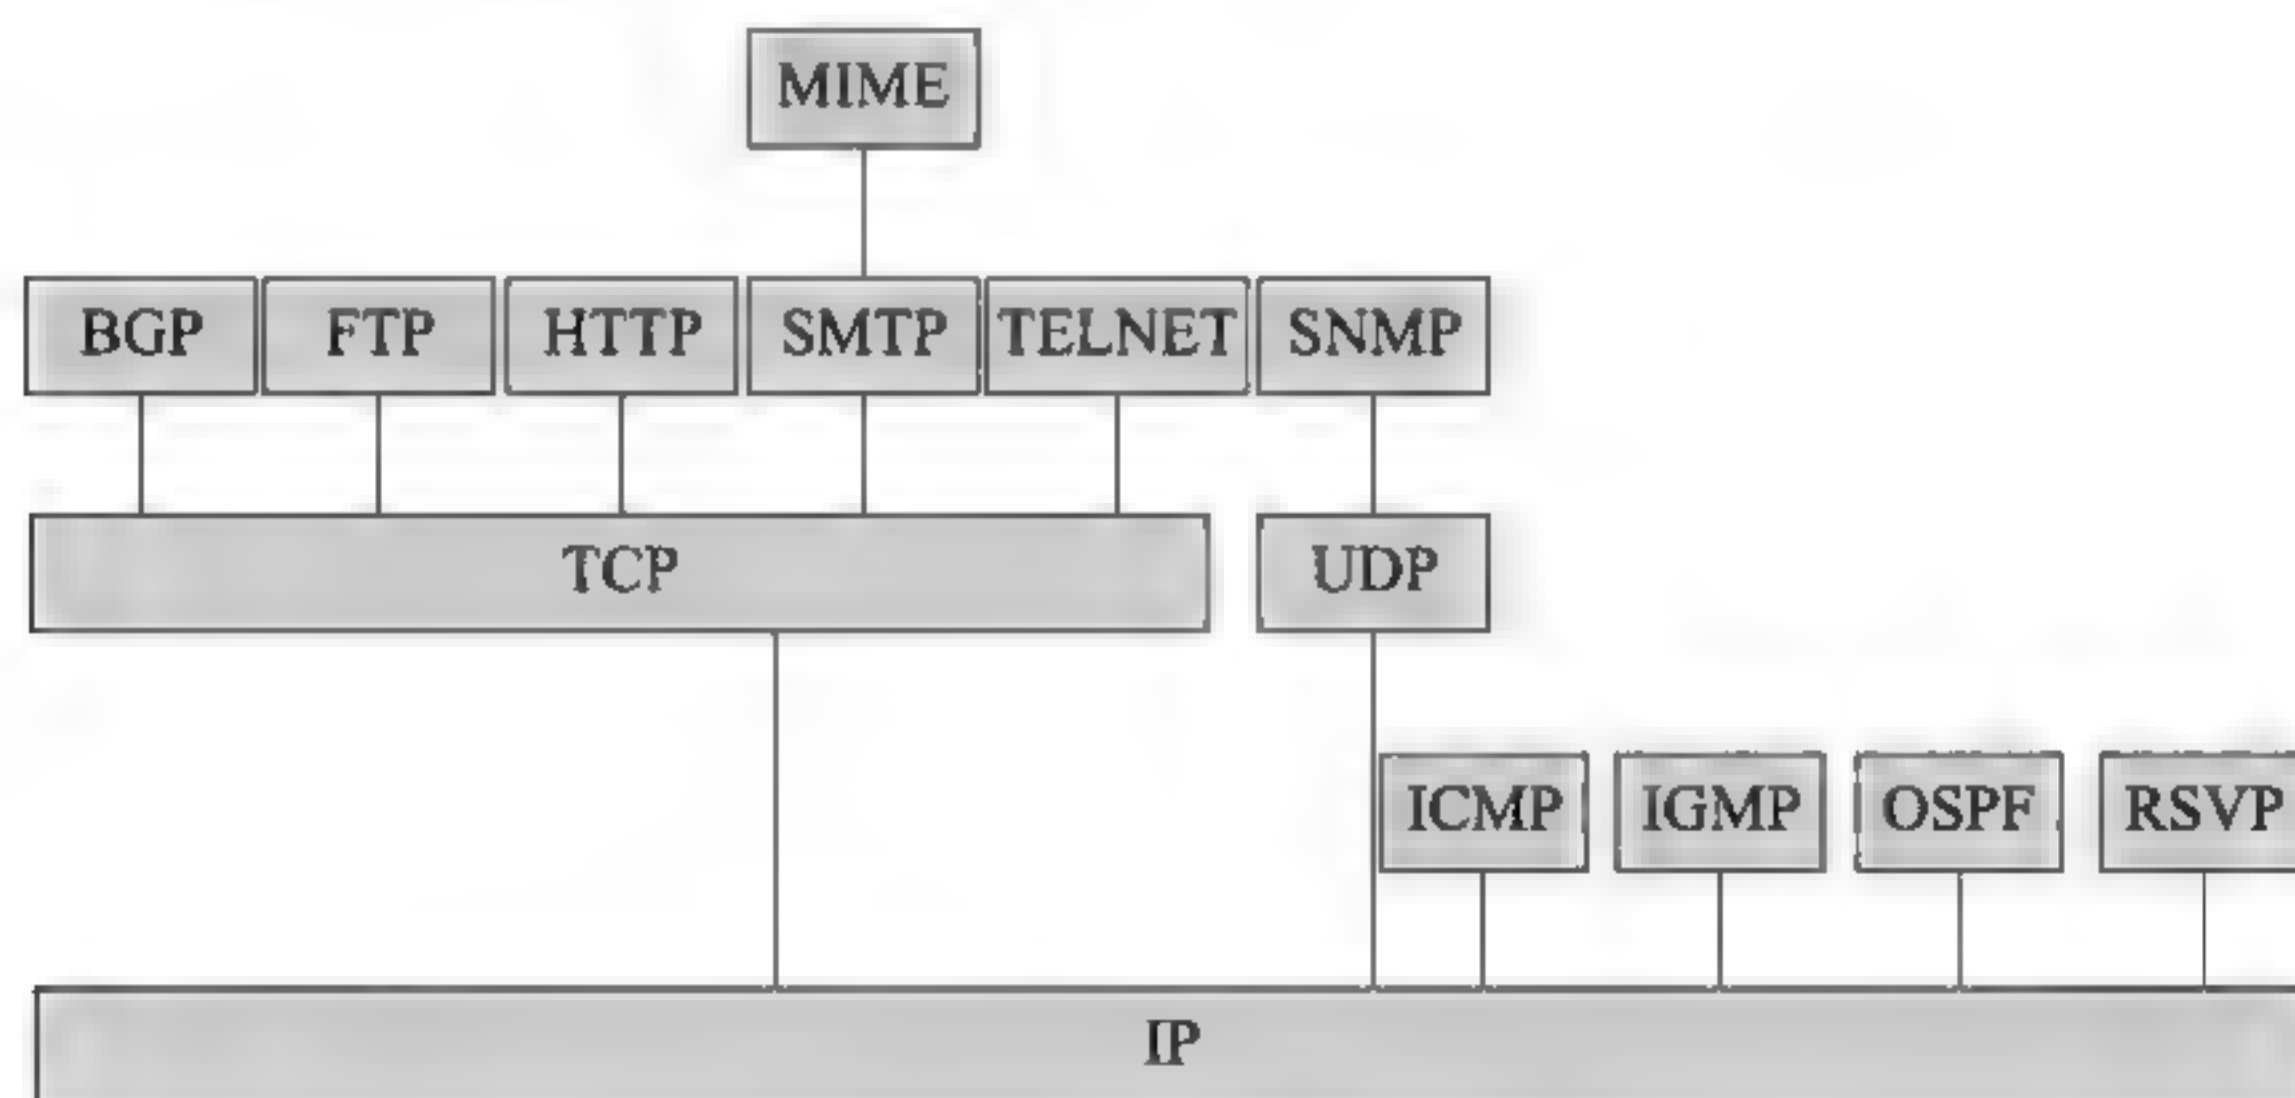 MIME
BGP FTP HTTP SMTP TELNET SNMP
TCP UDP
ICMP IGMP OSPF RSVP
IP